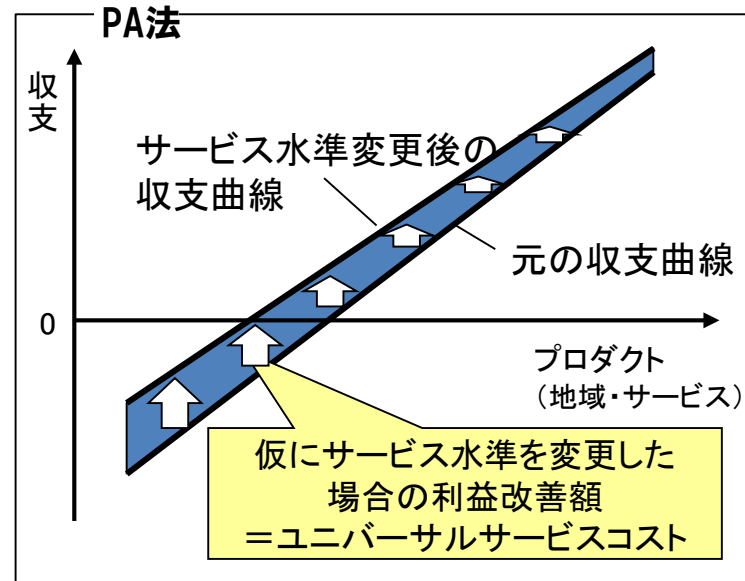 PA法
収
支
サービス水準変更後の
収支曲線
元の収支曲線
0
プロダクト
（地域・サービス）
仮にサービス水準を変更した
場合の利益改善額
＝ユニバーサルサービスコスト